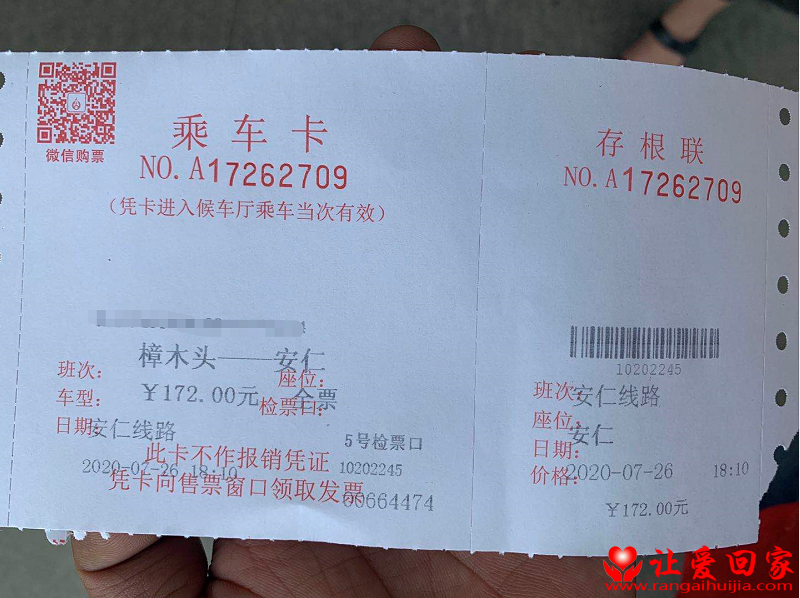 微信购票
乘车卡
NO. A17262709
(凭卡进入候车厅乘车当次有效)
樟木头——安仁
班次:
座位:
车型:
¥172.00元
全票
检票口:
日期:
安仁线路
5号检票口
此卡不作报销凭证
2020-07-26 18:10
10202245
凭卡向售票窗口领取发票
00664474
存根联
NO. A17262709
10202245
班次:
安仁线路
座位:
安仁
日期:
价格:
2020-07-26 18:10
¥172.00元
让爱回家
www.rangaihuijia.com